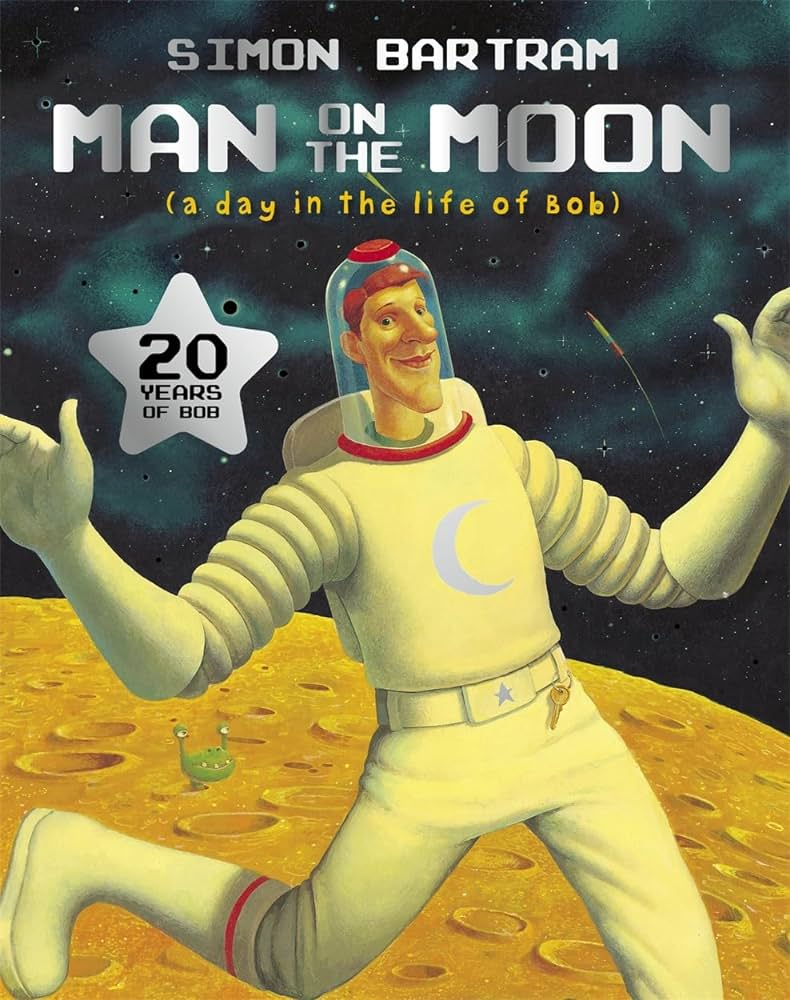 SIMON BARTRAM
MAN ON THE MOON
(a day in the life of Bob)
20
YEARS
OF BOB